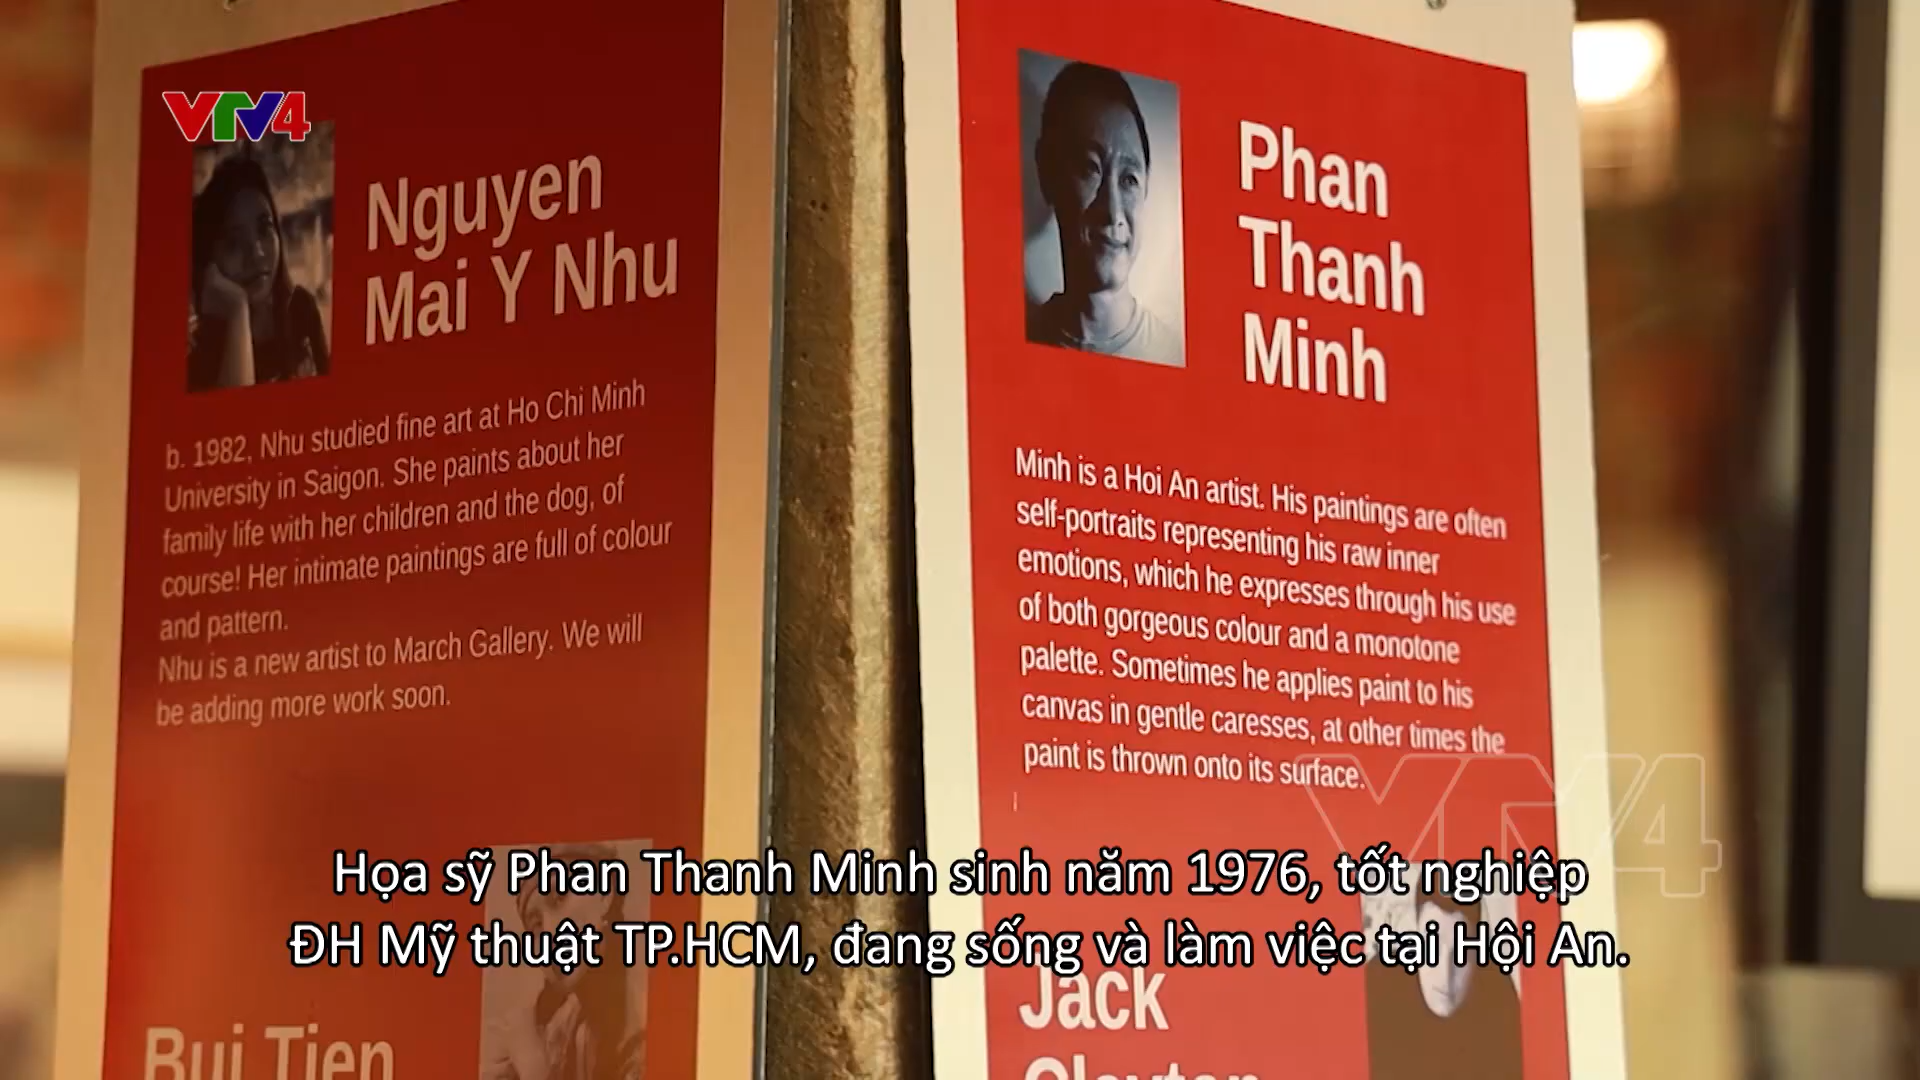 VTV4
Nguyen
Mai Y Nhu
b. 1982, Nhu studied fine art at Ho Chi Minh
University in Saigon. She paints about her
family life with her children and the dog, of
course! Her intimate paintings are full of colour
and pattern.
Nhu is a new artist to March Gallery. We will
be adding more work soon.
Bui Tien
Phan
Thanh
Minh
Minh is a Hoi An artist. His paintings are often
self-portraits representing his raw inner
emotions, which he expresses through his use
of both gorgeous colour and a monotone
palette. Sometimes he applies paint to his
canvas in gentle caresses, at other times the
paint is thrown onto its surface.
VTV4
Jack
Clayton
Họa sỹ Phan Thanh Minh sinh năm 1976, tốt nghiệp
ĐH Mỹ thuật TP.HCM, đang sống và làm việc tại Hội An.